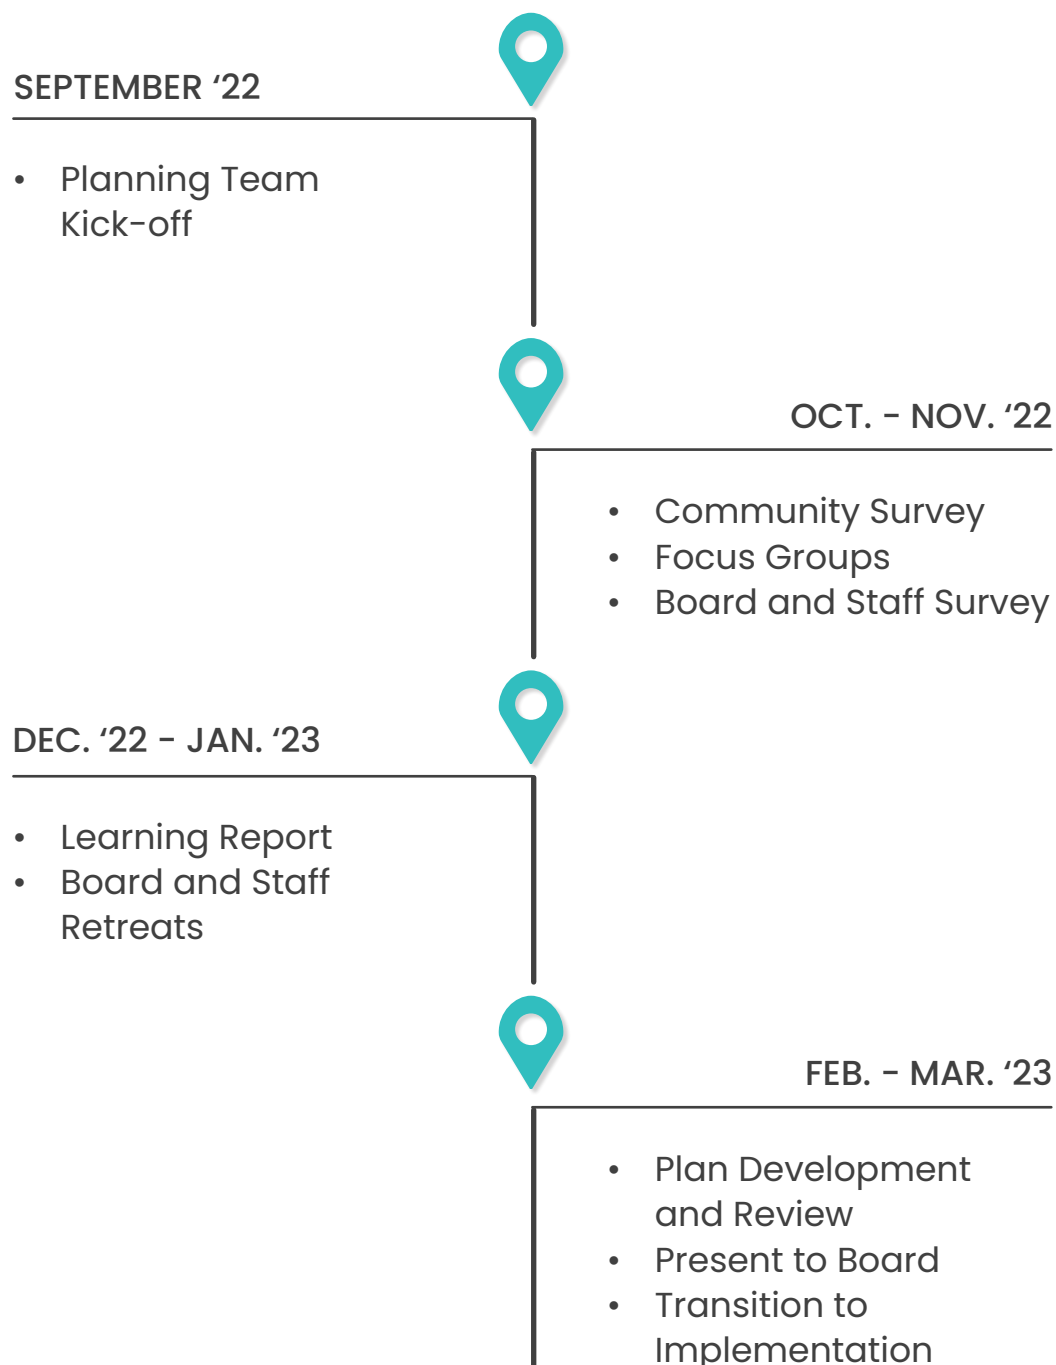 SEPTEMBER ‘22
• Planning Team
Kick-off
OCT. - NOV. ‘22
• Community Survey
• Focus Groups
• Board and Staff Survey
DEC. ‘22 - JAN. ‘23
• Learning Report
• Board and Staff
Retreats
FEB. - MAR. ‘23
• Plan Development
and Review
• Present to Board
• Transition to
Implementation